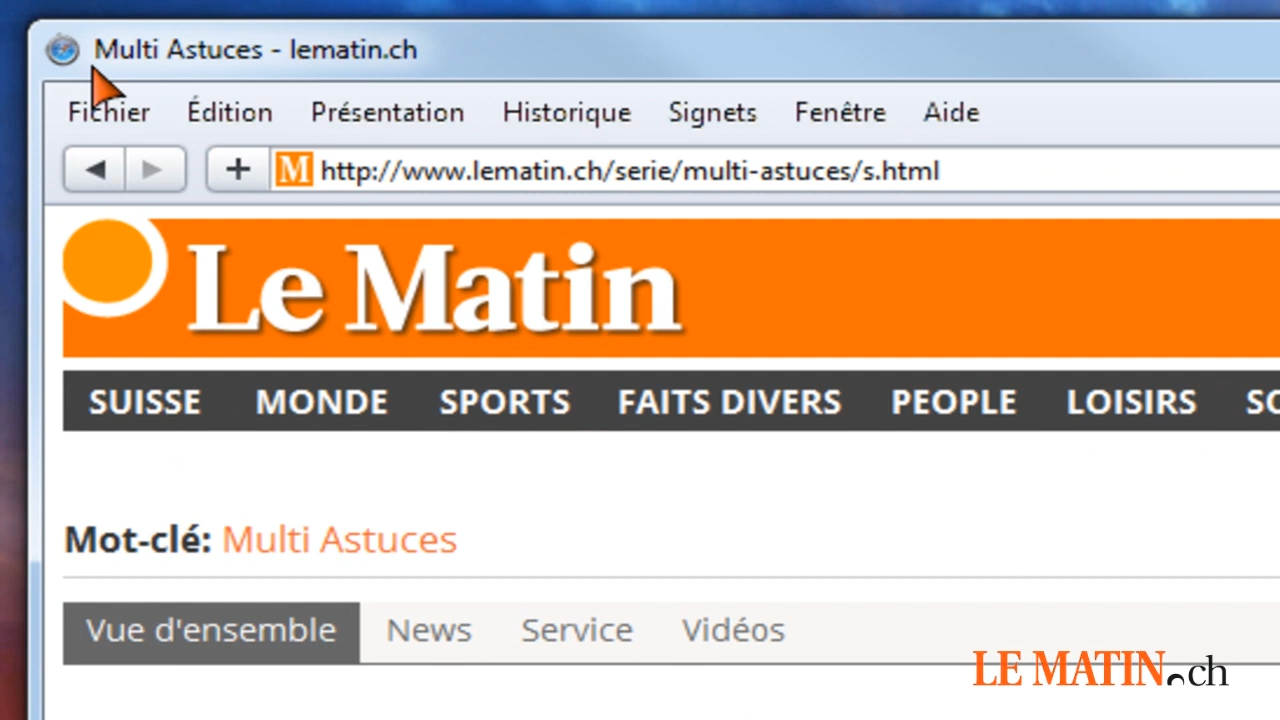 Multi Astuces - lematin.ch
Fichier Édition Présentation Historique Signets Fenêtre Aide
+ M http://www.lematin.ch/serie/multi-astuces/s.html
Le Matin
SUISSE MONDE SPORTS FAITS DIVERS PEOPLE LOISIRS
Mot-clé: Multi Astuces
Vue d'ensemble News Service Vidéos
LE MATIN.ch